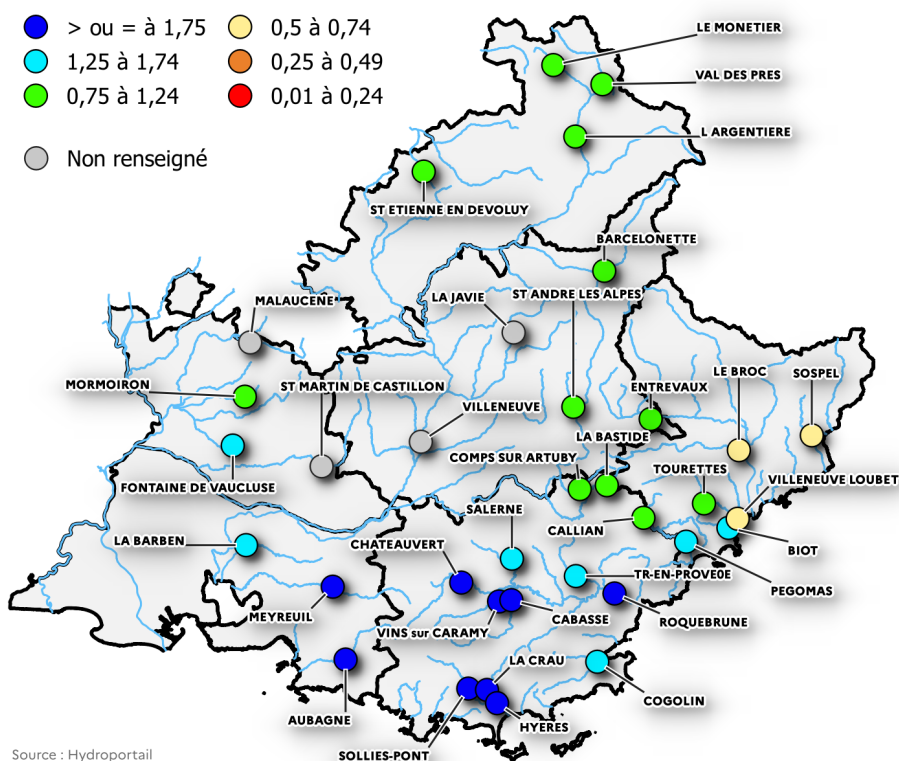 > ou = à 1,75
0,5 à 0,74
1,25 à 1,74
0,25 à 0,49
0,75 à 1,24
0,01 à 0,24
Non renseigné
LE MONETIER
VAL DES PRES
L ARGENTIERE
ST ETIENNE EN DEVOLUY
BARCELONETTE
ST ANDRE LES ALPES
LA JAVIE
MALAUCENE
MORMOIRON
ST MARTIN DE CASTILLON
VILLENEUVE
ENTREVAUX
LE BROC
SOSPEL
LA BASTIDE
COMPS SUR ARTUBY
TOURETTES
VILLENEUVE LOUBET
FONTAINE DE VAUCLUSE
SALERNE
CALLIAN
LA BARBEN
CHATEAUVERT
BIOT
TR-EN-PROVE0E
PEGOMAS
MEYREUIL
VINS sur CARAMY
CABASSE
ROQUEBRUNE
LA CRAU
COGOLIN
AUBAGNE
HYERES
SOLLIES-PONT
Source : Hydroportail